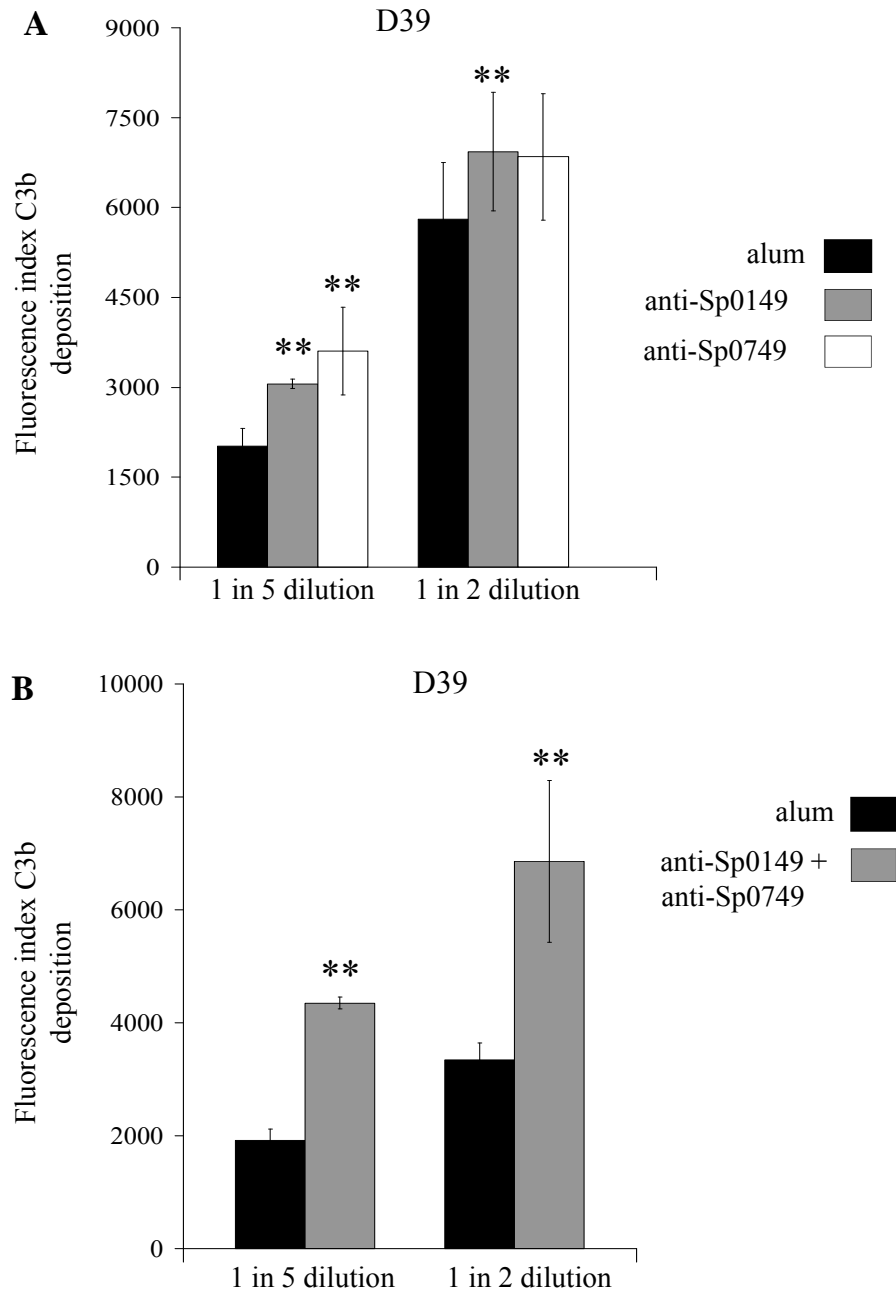 A
D39
9000
7500
6000
4500
3000
1500
0
Fluorescence index C3b
deposition
**
**
**
1 in 5 dilution
1 in 2 dilution
alum
anti-Sp0149
anti-Sp0749
B
D39
10000
8000
6000
4000
2000
0
Fluorescence index C3b
deposition
**
**
1 in 5 dilution
1 in 2 dilution
alum
anti-Sp0149 +
anti-Sp0749